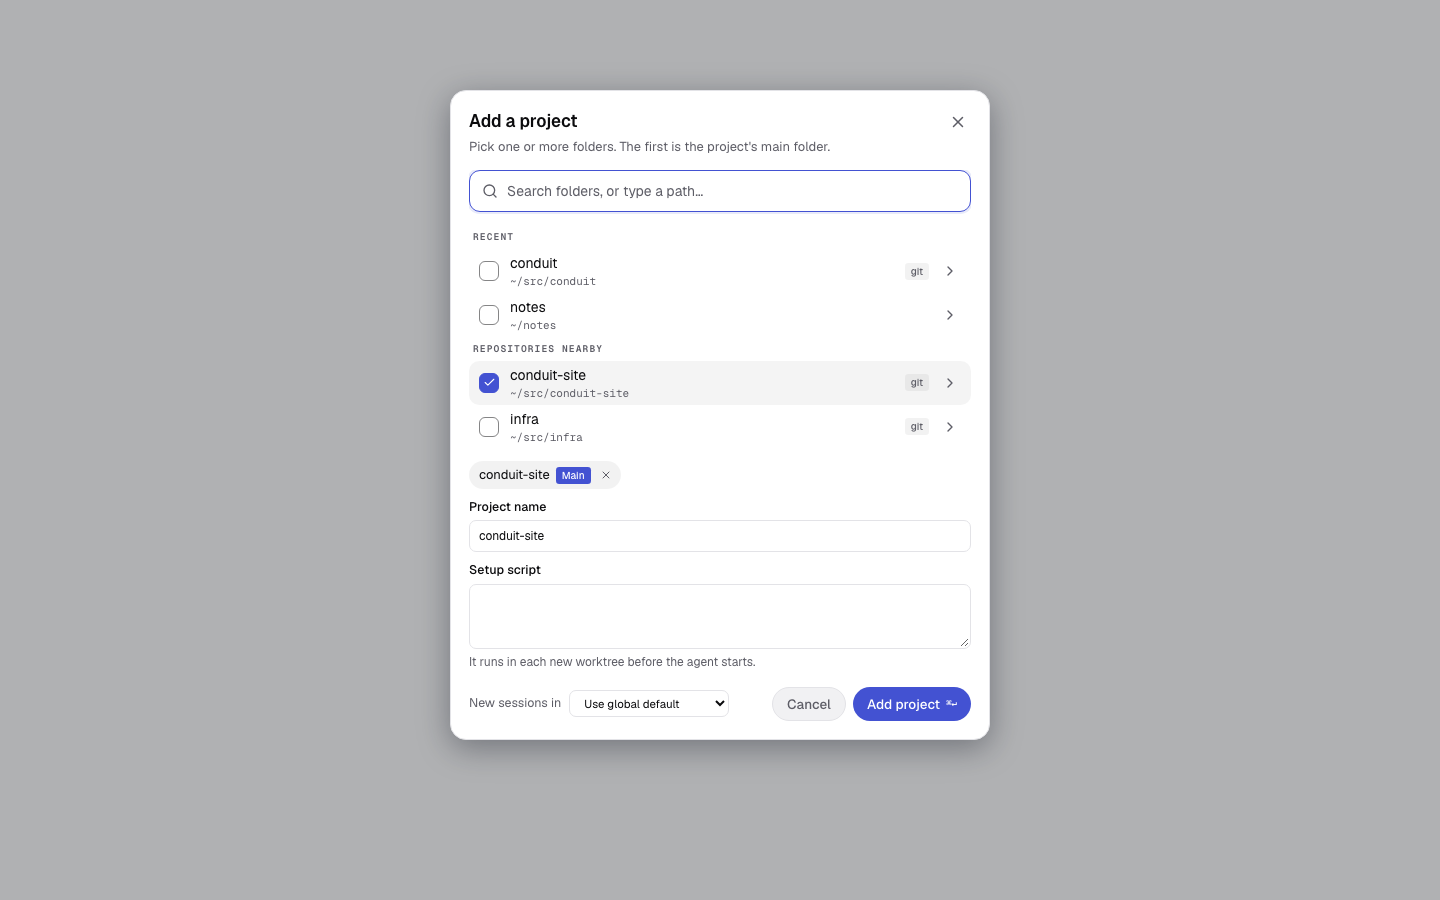 Add a project
Pick one or more folders. The first is the project's main folder.
Search folders, or type a path...
RECENT
conduit
~/src/conduit
git
notes
~/notes
REPOSITORIES NEARBY
conduit-site
~/src/conduit-site
git
infra
~/src/infra
git
conduit-site Main
Project name
conduit-site
Setup script
It runs in each new worktree before the agent starts.
New sessions in Use global default Cancel Add project ⌘↵